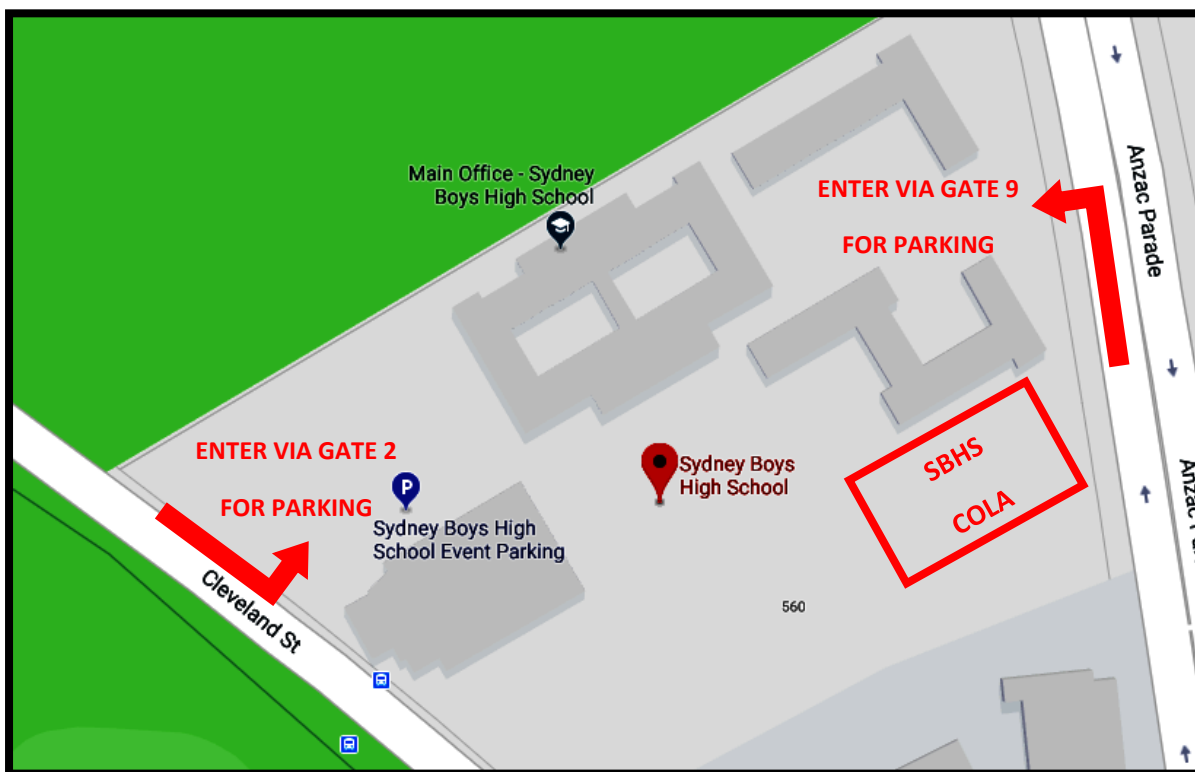 Main Office - Sydney
Boys High School
ENTER VIA GATE 9
FOR PARKING
Anzac Parade
ENTER VIA GATE 2
FOR PARKING
P
Sydney Boys High
School Event Parking
Sydney Boys
High School
SBHS
COLA
Anzac
Cleveland St
560